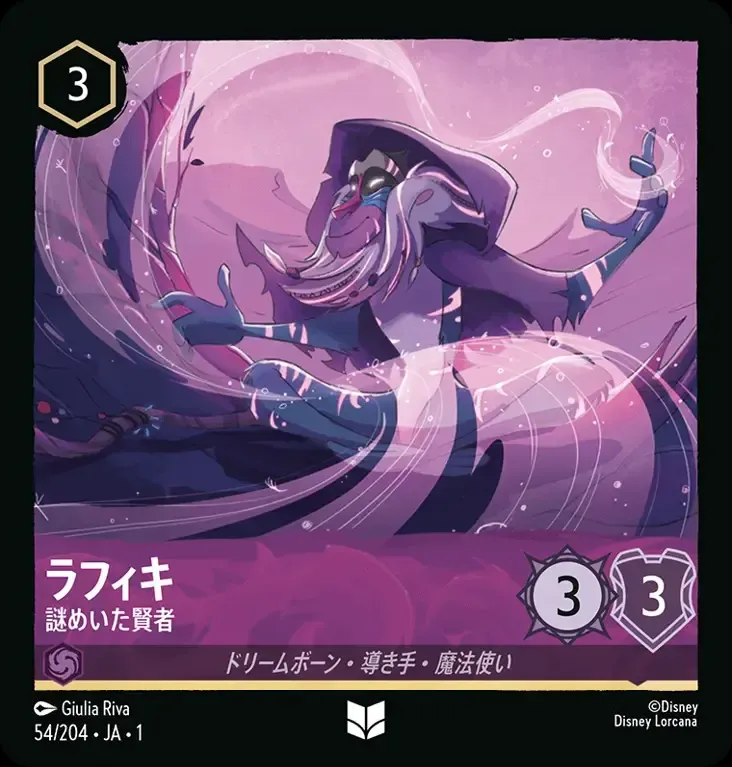 3
ラフィキ
謎めいた賢者
3
3
ドリームボーン・導き手・魔法使い
Giulia Riva
54/204 • JA • 1
©Disney
Disney Lorcana